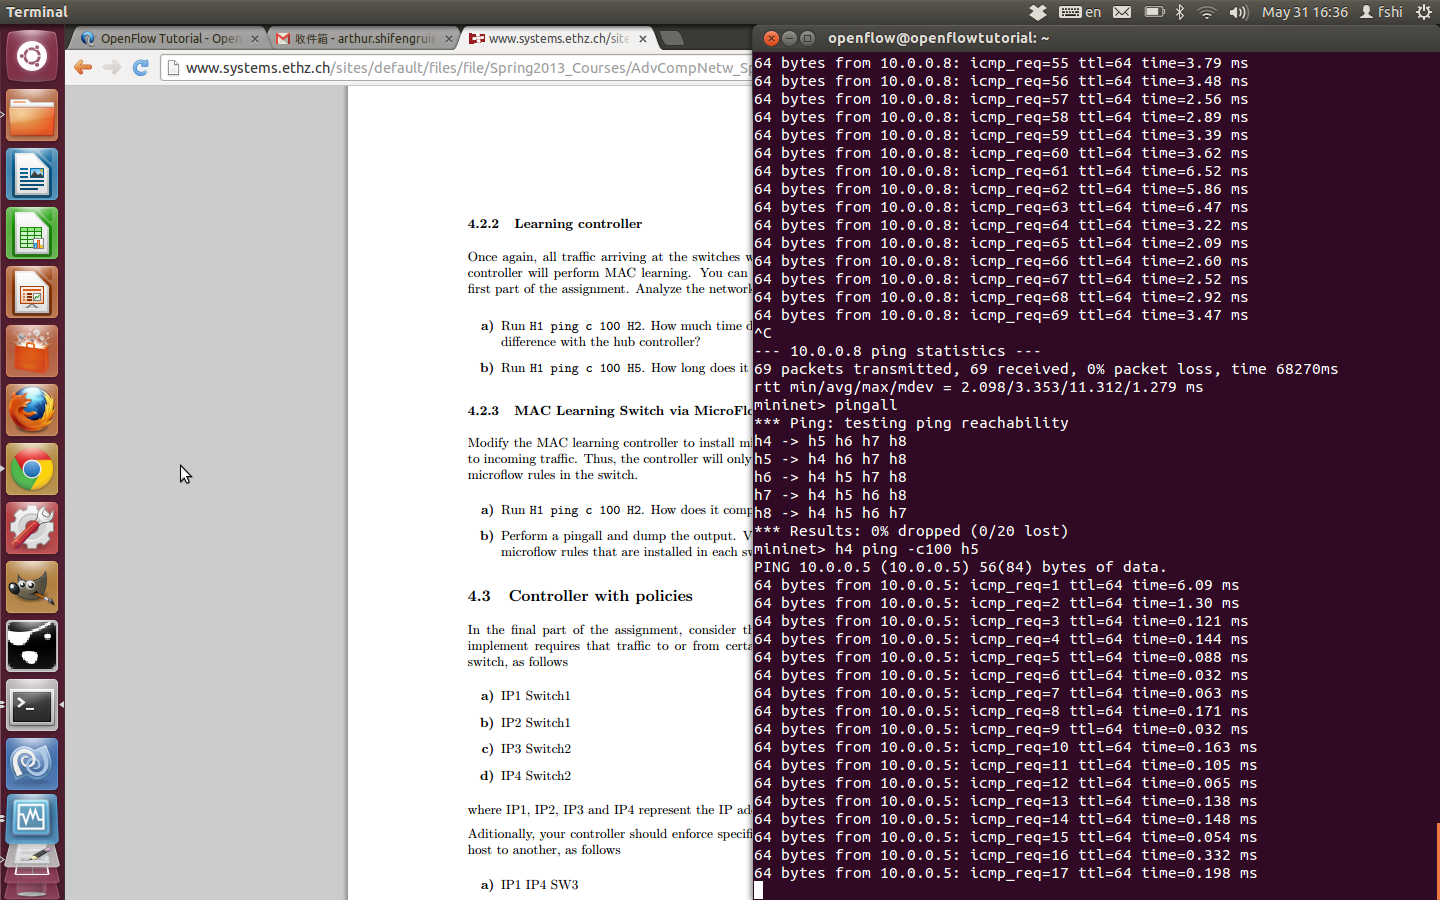 Terminal
en
May 31 16:36
fshi
OpenFlow Tutorial - Open
收件箱 - arthur.shifengrui
www.systems.ethz.ch/site
www.systems.ethz.ch/sites/default/files/file/Spring2013_Courses/AdvCompNetw_Sp
4.2.2 Learning controller
Once again, all traffic arriving at the switches w
controller will perform MAC learning. You can
first part of the assignment. Analyze the network
a) Run H1 ping c 100 H2. How much time d
difference with the hub controller?
b) Run H1 ping c 100 H5. How long does it
4.2.3 MAC Learning Switch via MicroFlo
Modify the MAC learning controller to install mi
to incoming traffic. Thus, the controller will only
microflow rules in the switch.
a) Run H1 ping c 100 H2. How does it comp
b) Perform a pingall and dump the output. V
microflow rules that are installed in each sw
4.3 Controller with policies
In the final part of the assignment, consider th
implement requires that traffic to or from certa
switch, as follows
a) IP1 Switch1
b) IP2 Switch1
c) IP3 Switch2
d) IP4 Switch2
where IP1, IP2, IP3 and IP4 represent the IP add
Aditionally, your controller should enforce specifi
host to another, as follows
a) IP1 IP4 SW3
openflow@openflowtutorial: ~
64 bytes from 10.0.0.8: icmp_req=55 ttl=64 time=3.79 ms
64 bytes from 10.0.0.8: icmp_req=56 ttl=64 time=3.48 ms
64 bytes from 10.0.0.8: icmp_req=57 ttl=64 time=2.56 ms
64 bytes from 10.0.0.8: icmp_req=58 ttl=64 time=2.89 ms
64 bytes from 10.0.0.8: icmp_req=59 ttl=64 time=3.39 ms
64 bytes from 10.0.0.8: icmp_req=60 ttl=64 time=3.62 ms
64 bytes from 10.0.0.8: icmp_req=61 ttl=64 time=6.52 ms
64 bytes from 10.0.0.8: icmp_req=62 ttl=64 time=5.86 ms
64 bytes from 10.0.0.8: icmp_req=63 ttl=64 time=6.47 ms
64 bytes from 10.0.0.8: icmp_req=64 ttl=64 time=3.22 ms
64 bytes from 10.0.0.8: icmp_req=65 ttl=64 time=2.09 ms
64 bytes from 10.0.0.8: icmp_req=66 ttl=64 time=2.60 ms
64 bytes from 10.0.0.8: icmp_req=67 ttl=64 time=2.52 ms
64 bytes from 10.0.0.8: icmp_req=68 ttl=64 time=2.92 ms
64 bytes from 10.0.0.8: icmp_req=69 ttl=64 time=3.47 ms
^C
--- 10.0.0.8 ping statistics ---
69 packets transmitted, 69 received, 0% packet loss, time 68270ms
rtt min/avg/max/mdev = 2.098/3.353/11.312/1.279 ms
mininet> pingall
*** Ping: testing ping reachability
h4 -> h5 h6 h7 h8
h5 -> h4 h6 h7 h8
h6 -> h4 h5 h7 h8
h7 -> h4 h5 h6 h8
h8 -> h4 h5 h6 h7
*** Results: 0% dropped (0/20 lost)
mininet> h4 ping -c100 h5
PING 10.0.0.5 (10.0.0.5) 56(84) bytes of data.
64 bytes from 10.0.0.5: icmp_req=1 ttl=64 time=6.09 ms
64 bytes from 10.0.0.5: icmp_req=2 ttl=64 time=1.30 ms
64 bytes from 10.0.0.5: icmp_req=3 ttl=64 time=0.121 ms
64 bytes from 10.0.0.5: icmp_req=4 ttl=64 time=0.144 ms
64 bytes from 10.0.0.5: icmp_req=5 ttl=64 time=0.088 ms
64 bytes from 10.0.0.5: icmp_req=6 ttl=64 time=0.032 ms
64 bytes from 10.0.0.5: icmp_req=7 ttl=64 time=0.063 ms
64 bytes from 10.0.0.5: icmp_req=8 ttl=64 time=0.171 ms
64 bytes from 10.0.0.5: icmp_req=9 ttl=64 time=0.032 ms
64 bytes from 10.0.0.5: icmp_req=10 ttl=64 time=0.163 ms
64 bytes from 10.0.0.5: icmp_req=11 ttl=64 time=0.105 ms
64 bytes from 10.0.0.5: icmp_req=12 ttl=64 time=0.065 ms
64 bytes from 10.0.0.5: icmp_req=13 ttl=64 time=0.138 ms
64 bytes from 10.0.0.5: icmp_req=14 ttl=64 time=0.148 ms
64 bytes from 10.0.0.5: icmp_req=15 ttl=64 time=0.054 ms
64 bytes from 10.0.0.5: icmp_req=16 ttl=64 time=0.332 ms
64 bytes from 10.0.0.5: icmp_req=17 ttl=64 time=0.198 ms